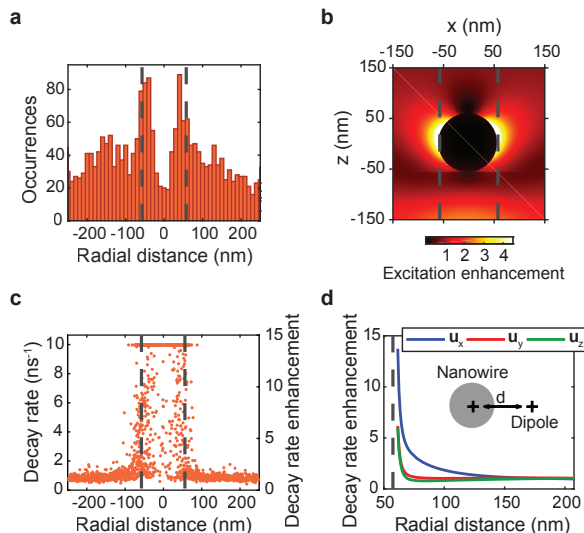 a
Occurrences
80
60
40
20
0
-200 -100 0 100 200
Radial distance (nm)
b
x (nm)
-150 -50 50 150
z (nm)
150
50
-50
-150
1 2 3 4
Excitation enhancement
c
Decay rate (ns⁻¹)
10
8
6
4
2
0
15
10
5
0
Decay rate enhancement
-200 -100 0 100 200
Radial distance (nm)
d
Decay rate enhancement
15
10
5
0
uₓ uᵧ u_z
Nanowire
d
Dipole
50 100 150 200
Radial distance (nm)